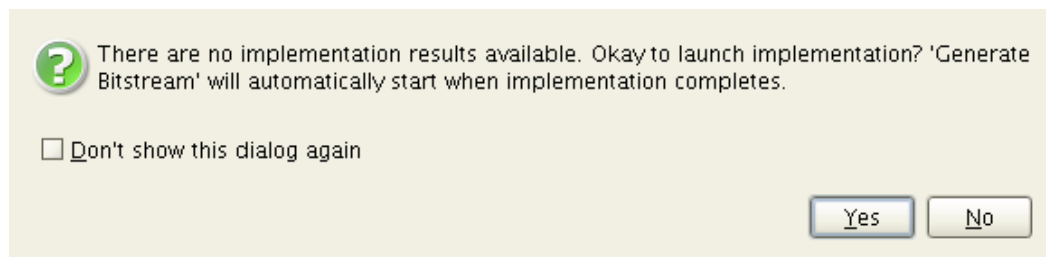 There are no implementation results available. Okay to launch implementation? 'Generate
Bitstream' will automatically start when implementation completes.
Don't show this dialog again
Yes No